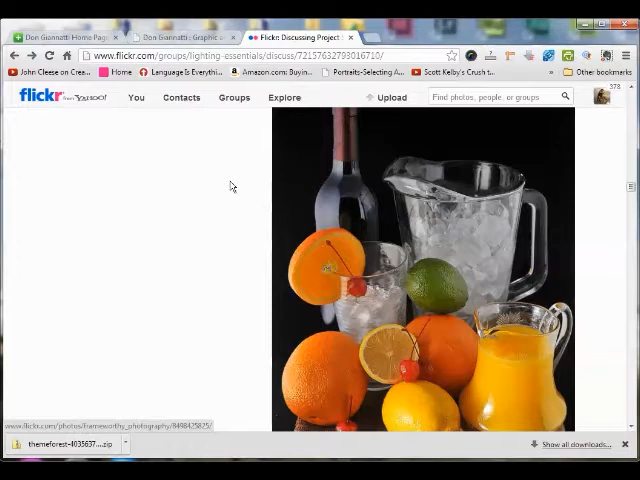 Don Giannatti Home Page
Don Giannatti: Graphic a
Flickr: Discussing Project
www.flickr.com/groups/lighting-essentials/discuss/72157632793016710/
John Cleese on Crea...
Home
Language Is Everythi...
Amazon.com: Buyin...
Portraits-Selecting A...
Scott Kelby's Crush t...
»
Other bookmarks
flickr from YAHOO!
You
Contacts
Groups
Explore
Upload
Find photos, people, or groups
378
www.flickr.com/photos/frameworthy_photography/8498425825/
themeforest-4035637....zip
Show all downloads...